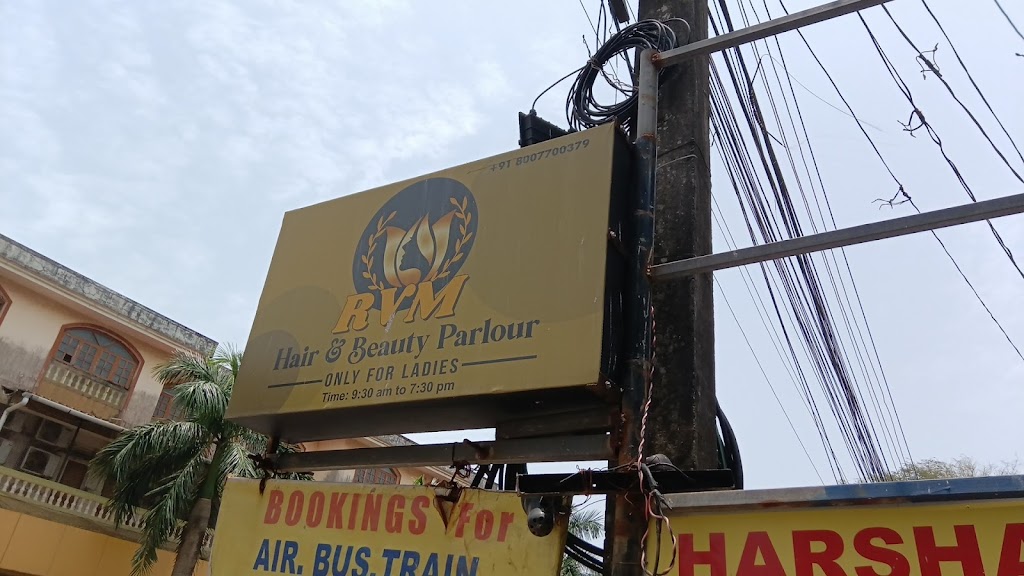 +91 8007700379
RVM
Hair & Beauty Parlour
ONLY FOR LADIES
Time: 9:30 am to 7:30 pm
BOOKINGS For
AIR. BUS.TRAIN
HARSHA